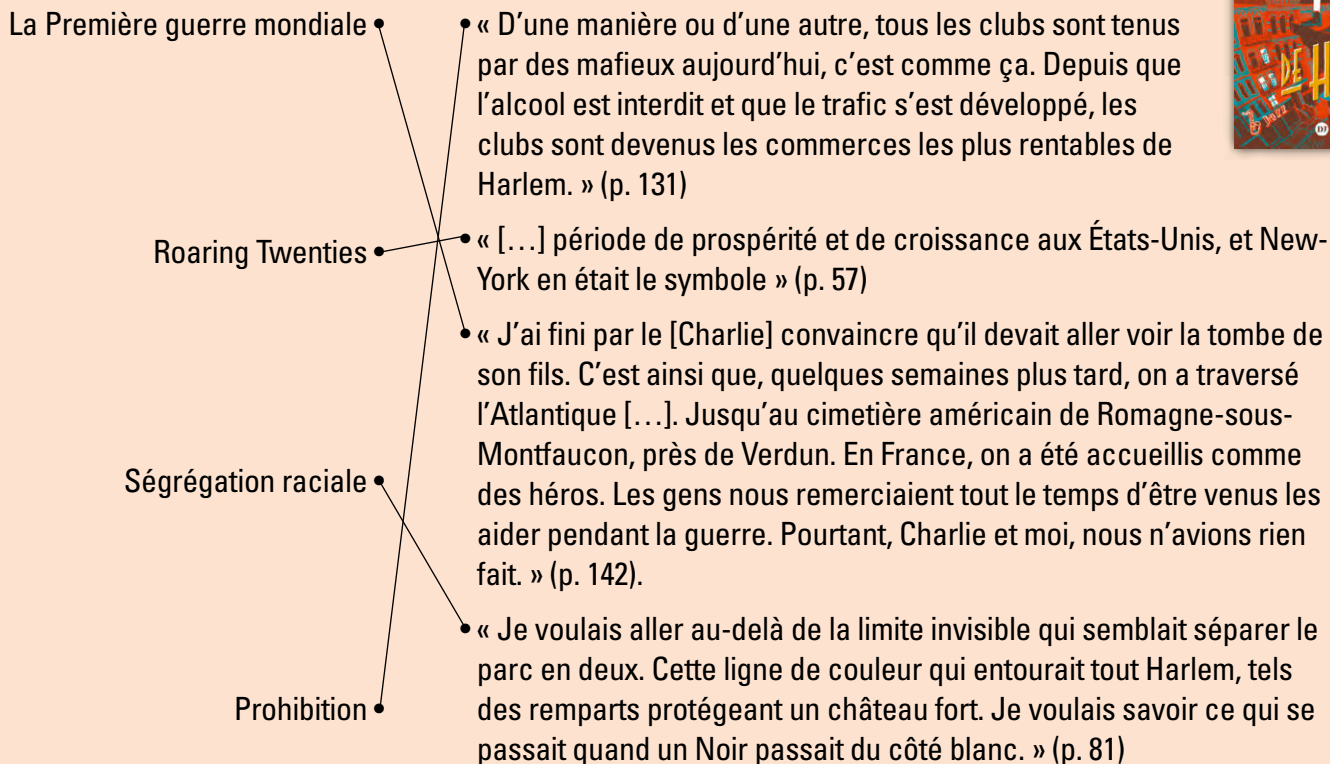 La Première guerre mondiale •
• « D'une manière ou d'une autre, tous les clubs sont tenus
par des mafieux aujourd'hui, c'est comme ça. Depuis que
l'alcool est interdit et que le trafic s'est développé, les
clubs sont devenus les commerces les plus rentables de
Harlem. » (p. 131)
Roaring Twenties •
• « […] période de prospérité et de croissance aux États-Unis, et New-
York en était le symbole » (p. 57)
• « J'ai fini par le [Charlie] convaincre qu'il devait aller voir la tombe de
son fils. C'est ainsi que, quelques semaines plus tard, on a traversé
l'Atlantique […]. Jusqu'au cimetière américain de Romagne-sous-
Montfaucon, près de Verdun. En France, on a été accueillis comme
des héros. Les gens nous remerciaient tout le temps d'être venus les
aider pendant la guerre. Pourtant, Charlie et moi, nous n'avions rien
fait. » (p. 142).
Ségrégation raciale •
• « Je voulais aller au-delà de la limite invisible qui semblait séparer le
parc en deux. Cette ligne de couleur qui entourait tout Harlem, tels
des remparts protégeant un château fort. Je voulais savoir ce qui se
passait quand un Noir passait du côté blanc. » (p. 81)
Prohibition •
DE H
Jazz